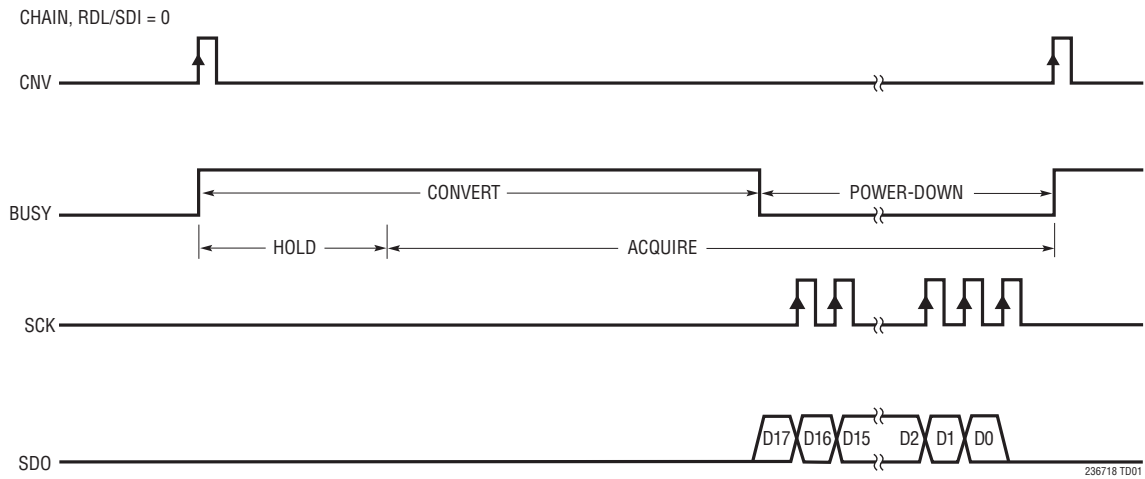 CHAIN, RDL/SDI = 0
CNV
CONVERT
POWER-DOWN
BUSY
HOLD
ACQUIRE
SCK
D17 D16 D15 D2 D1 D0
SDO
236718 TD01